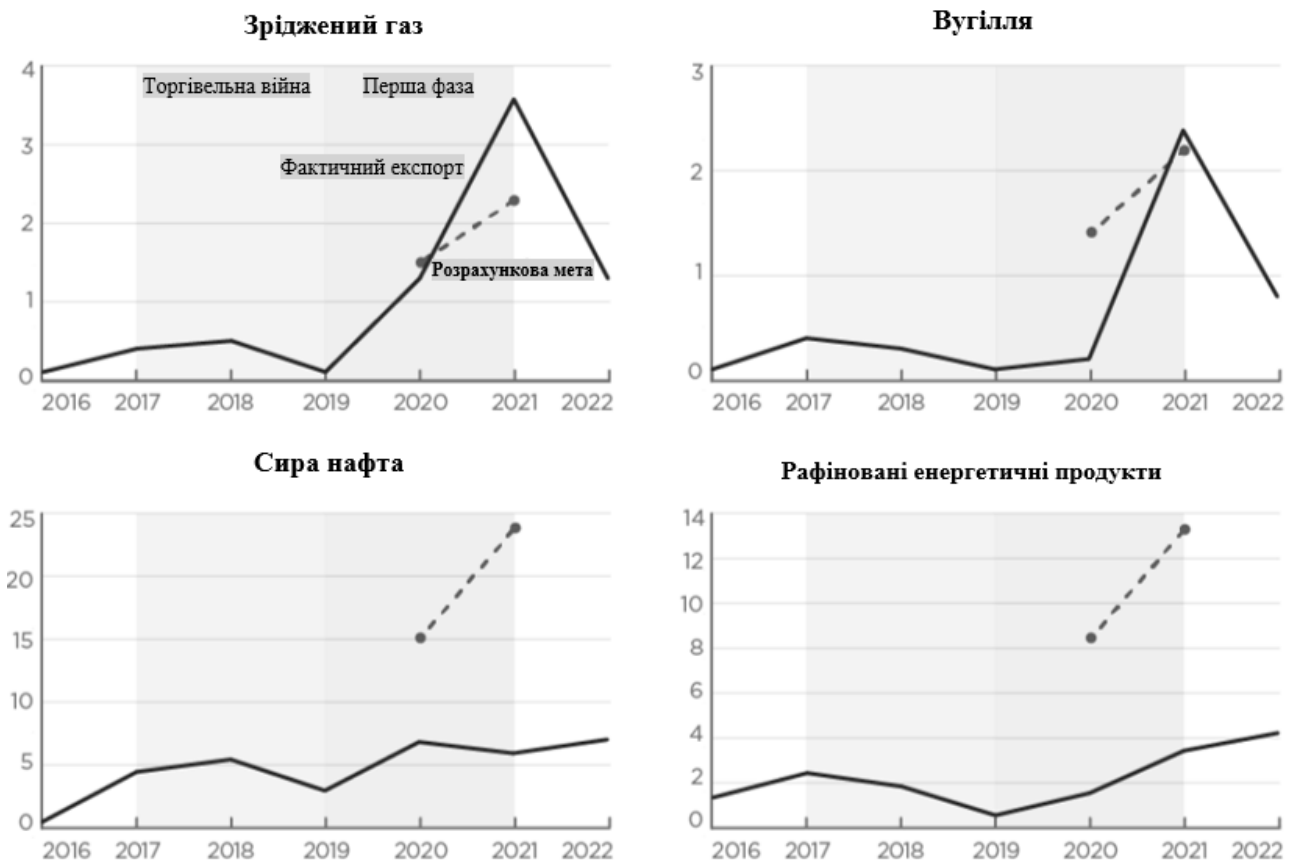 Зріджений газ
4
3
2
1
0
Торгівельна війна
Перша фаза
Фактичний експорт
Розрахункова мета
2016 2017 2018 2019 2020 2021 2022
Вугілля
3
2
1
0
2016 2017 2018 2019 2020 2021 2022
Сира нафта
25
20
15
10
5
0
2016 2017 2018 2019 2020 2021 2022
Рафіновані енергетичні продукти
14
12
10
8
6
4
2
0
2016 2017 2018 2019 2020 2021 2022